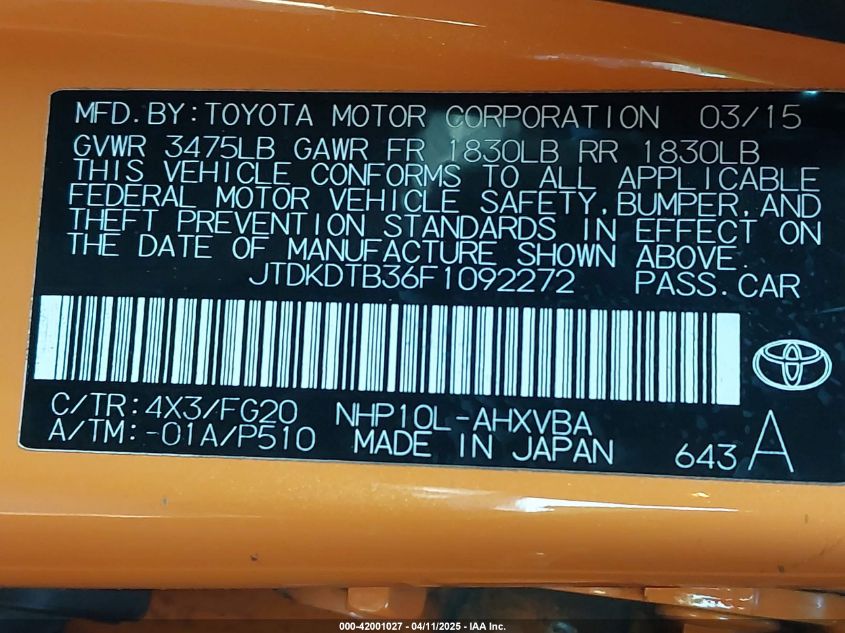 MFD.BY:TOYOTA MOTOR CORPORATION 03/15
GVWR 3475LB GAWR FR 1830LB RR 1830LB
THIS VEHICLE CONFORMS TO ALL APPLICABLE
FEDERAL MOTOR VEHICLE SAFETY,BUMPER,AND
THEFT PREVENTION STANDARDS IN EFFECT ON
THE DATE OF MANUFACTURE SHOWN ABOVE.
JTDKDTB36F1092272 PASS.CAR
C/TR:4X3/FG20 NHP10L-AHXVBA
A/TM:-01A/P510 MADE IN JAPAN 643 A
000-42001027 - 04/11/2025 - IAA Inc.